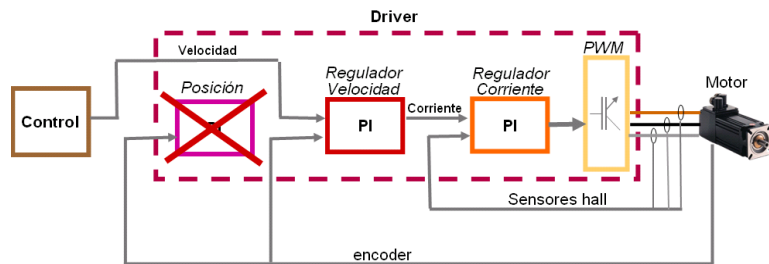 Driver
Velocidad
PWM
Posición
Regulador
Velocidad
Regulador
Corriente
Motor
Control
PI
Corriente
PI
Sensores hall
encoder